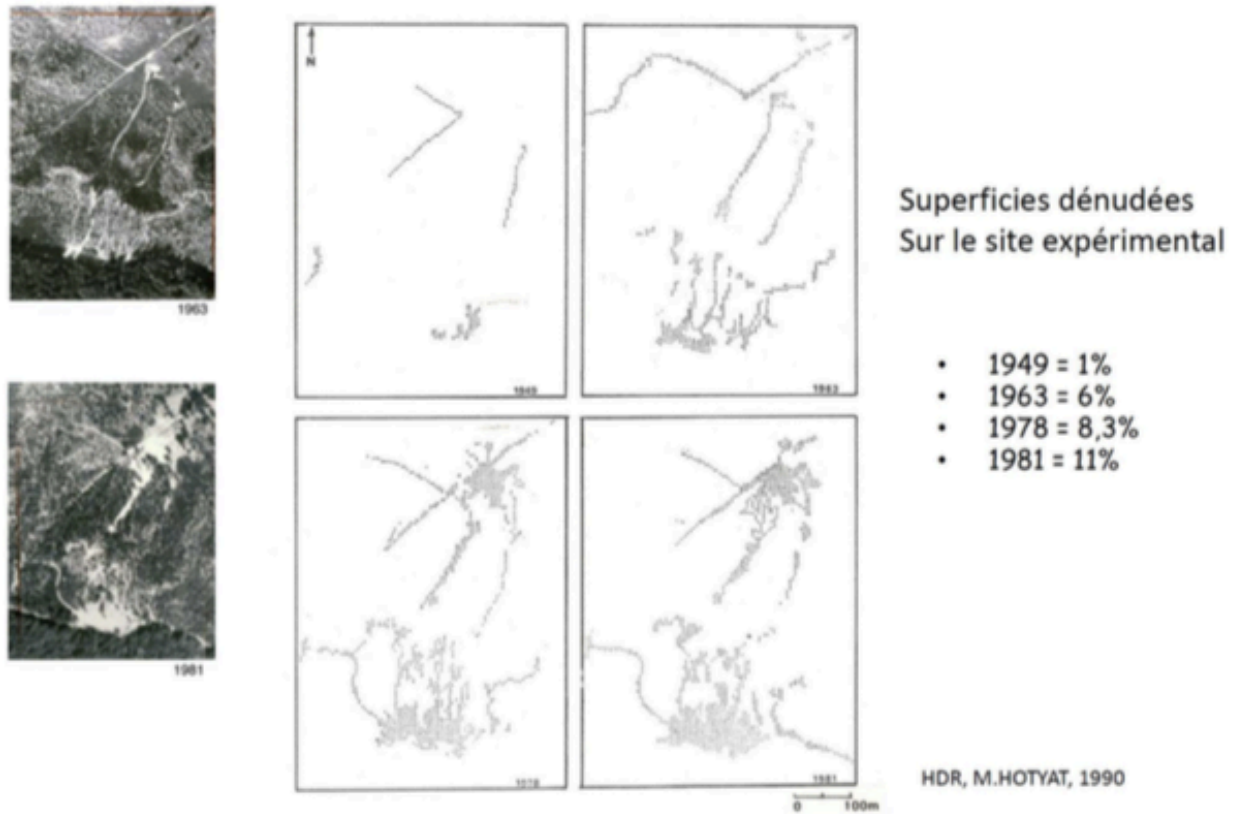 1963
1981
N
1949
1963
1978
1981
0 100m
Superficies dénudées
Sur le site expérimental
• 1949 = 1%
• 1963 = 6%
• 1978 = 8,3%
• 1981 = 11%
HDR, M.HOTYAT, 1990